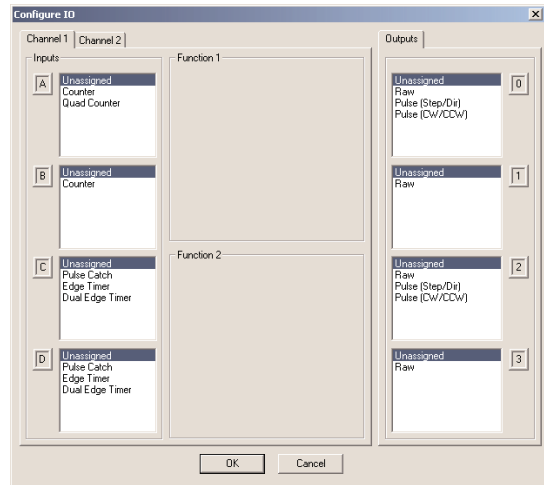 Configure IO
Channel 1
Channel 2
Inputs
A
Unassigned
Counter
Quad Counter
B
Unassigned
Counter
C
Unassigned
Pulse Catch
Edge Timer
Dual Edge Timer
D
Unassigned
Pulse Catch
Edge Timer
Dual Edge Timer
Function 1
Function 2
Outputs
Unassigned
Raw
Pulse (Step/Dir)
Pulse (CW/CCW)
0
Unassigned
Raw
1
Unassigned
Raw
Pulse (Step/Dir)
Pulse (CW/CCW)
2
Unassigned
Raw
3
OK
Cancel